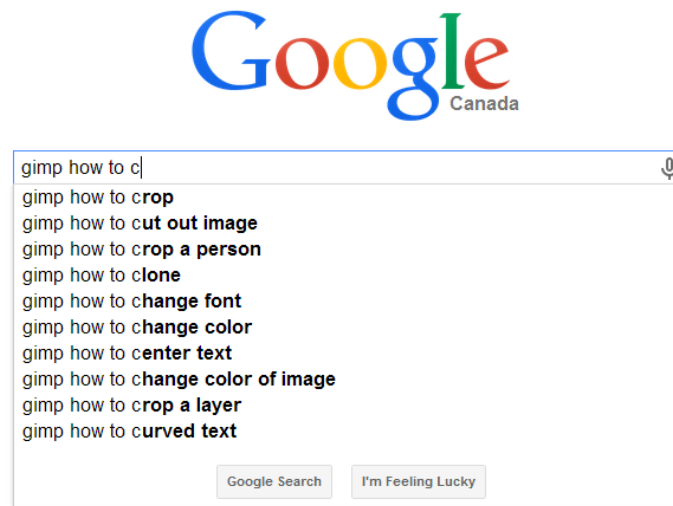 Google
Canada
gimp how to c
gimp how to crop
gimp how to cut out image
gimp how to crop a person
gimp how to clone
gimp how to change font
gimp how to change color
gimp how to center text
gimp how to change color of image
gimp how to crop a layer
gimp how to curved text
Google Search I'm Feeling Lucky